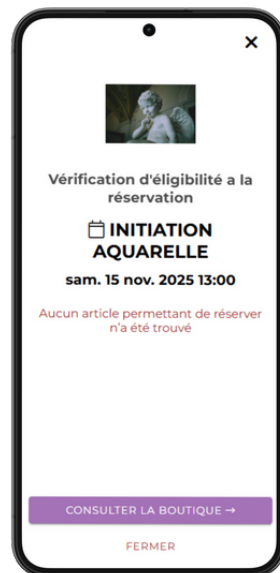 Vérification d'éligibilité a la
réservation
INITIATION
AQUARELLE
sam. 15 nov. 2025 13:00
Aucun article permettant de réserver
n'a été trouvé
CONSULTER LA BOUTIQUE →
FERMER